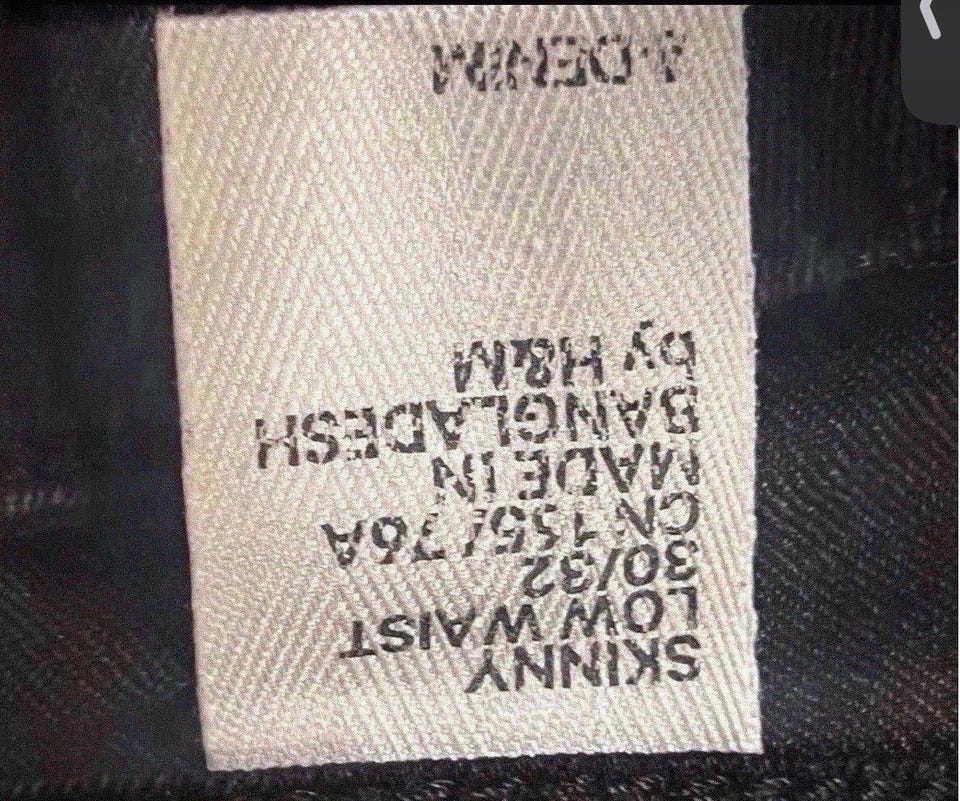 SKINNY
LOW WAIST
30/32
CN 155/76A
MADE IN
BANGLADESH
by H&M
&DENIM